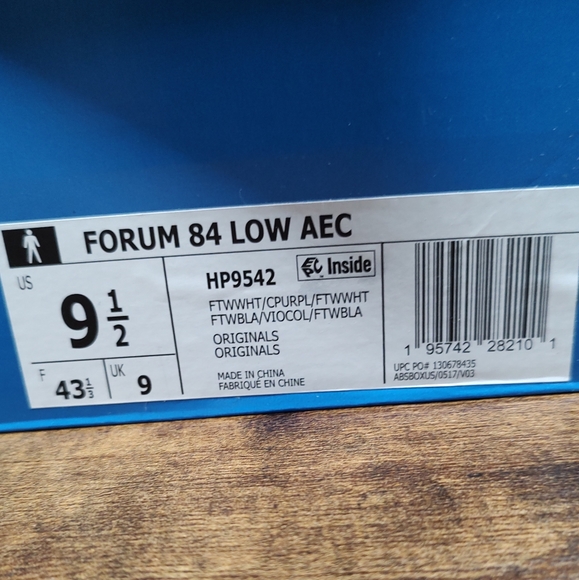 FORUM 84 LOW AEC
US
9 1/2
F
43 1/3
UK
9
HP9542
Inside
FTWWHT/CPURPL/FTWWHT
FTWBLA/VIOCOL/FTWBLA
ORIGINALS
ORIGINALS
MADE IN CHINA
FABRIQUÉ EN CHINE
1 95742 28210 1
UPC PO# 130678435
ABSBOXUS/0517/V03